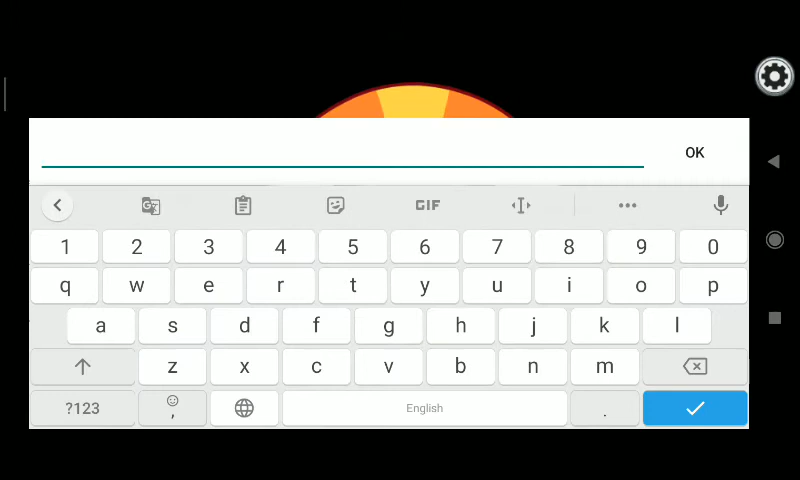 OK
GIF
1 2 3 4 5 6 7 8 9 0
q w e r t y u i o p
a s d f g h j k l
z x c v b n m
?123 , English .